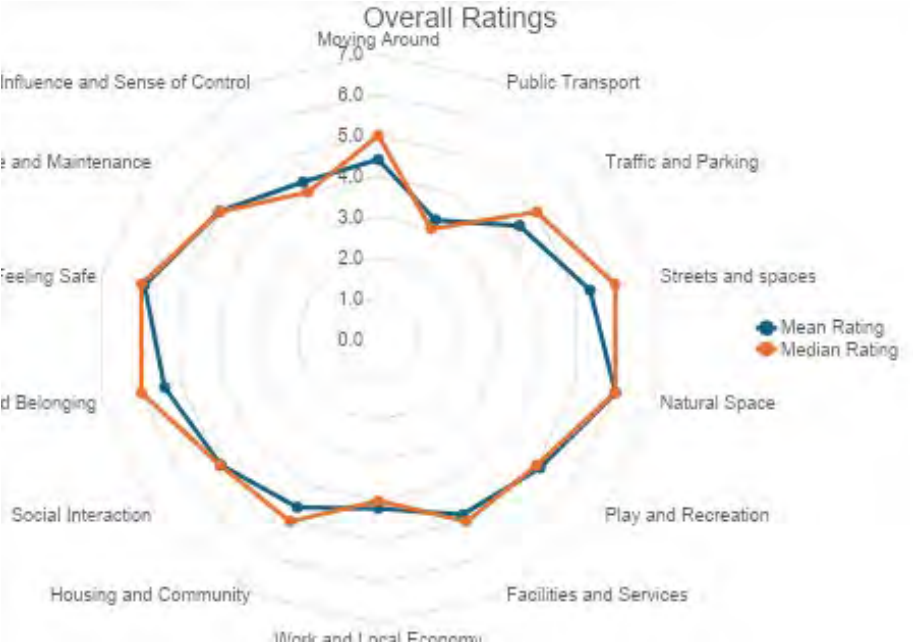 Overall Ratings
Moving Around
7.0
Influence and Sense of Control
Public Transport
6.0
5.0
and Maintenance
Traffic and Parking
4.0
3.0
2.0
Feeling Safe
Streets and spaces
1.0
Mean Rating
0.0
Median Rating
Belonging
Natural Space
Social Interaction
Play and Recreation
Housing and Community
Facilities and Services
Work and Local Economy